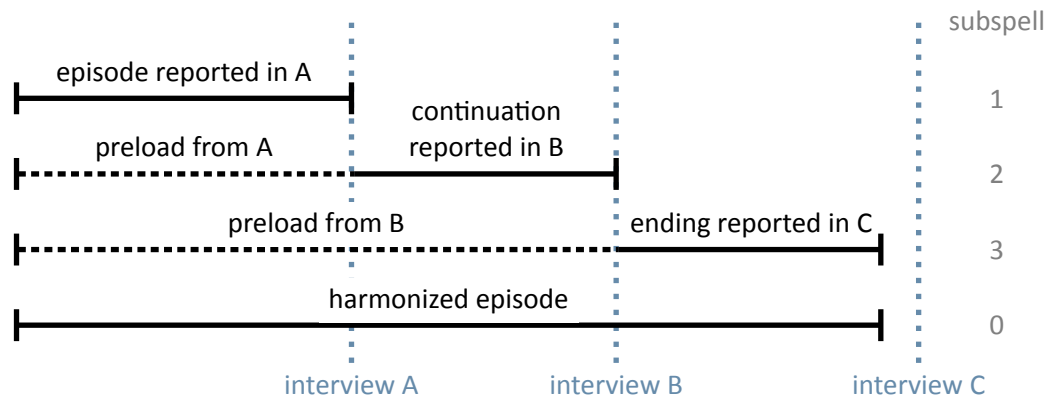 subspell
episode reported in A
1
continuation
preload from A
reported in B
2
preload from B
ending reported in C
3
harmonized episode
0
interview A
interview B
interview C